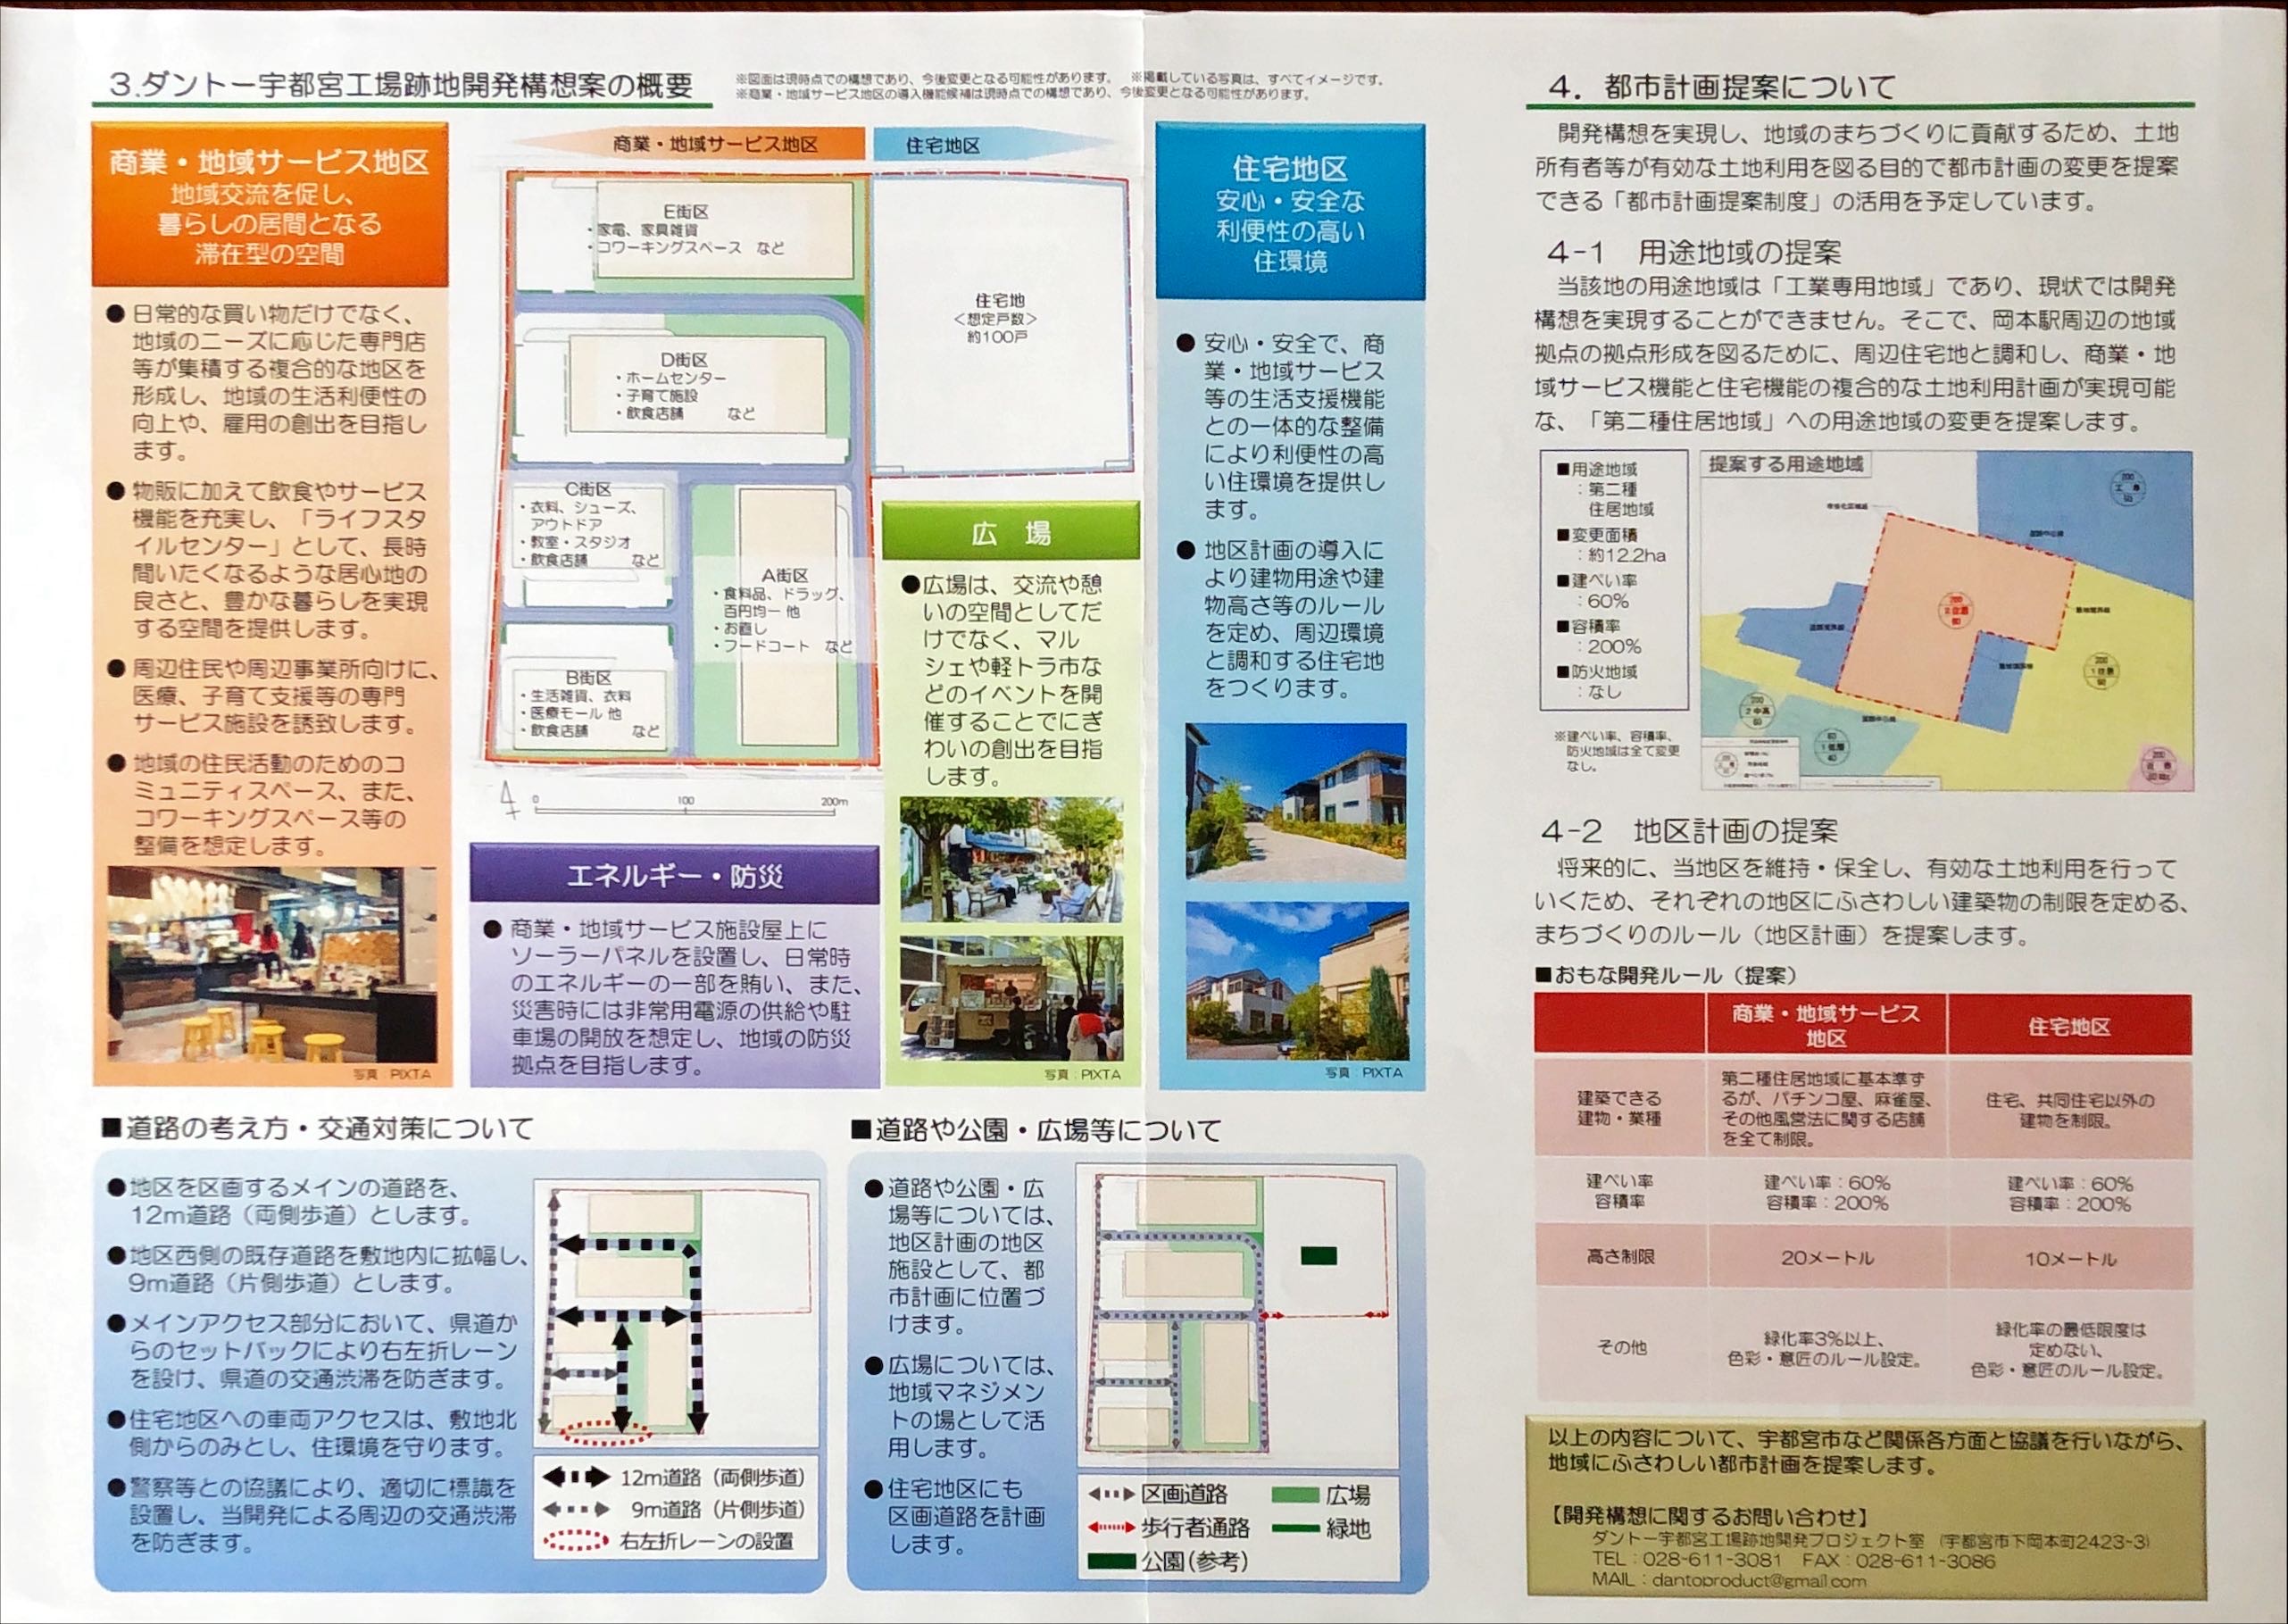 3.ダントー宇都宮工場跡地開発構想案の概要
※図面は現時点での構想であり、今後変更となる可能性があります。 ※掲載している写真は、すべてイメージです。
※商業・地域サービス地区の導入機能候補は現時点での構想であり、今後変更となる可能性があります。
商業・地域サービス地区
地域交流を促し、
暮らしの居間となる
滞在型の空間
●日常的な買い物だけでなく、
地域のニーズに応じた専門店
等が集積する複合的な地区を
形成し、地域の生活利便性の
向上や、雇用の創出を目指し
ます。
●物販に加えて飲食やサービス
機能を充実し、「ライフスタ
イルセンター」として、長時
間いたくなるような居心地の
良さと、豊かな暮らしを実現
する空間を提供します。
●周辺住民や周辺事業所向けに、
医療、子育て支援等の専門
サービス施設を誘致します。
●地域の住民活動のためのコ
ミュニティスペース、また、
コワーキングスペース等の
整備を想定します。
写真:PIXTA
商業・地域サービス地区
住宅地区
E街区
・家電、家具雑貨
・コワーキングスペース など
D街区
・ホームセンター
・子育て施設
・飲食店舗 など
C街区
・衣料、シューズ、
アウトドア
・教室・スタジオ
・飲食店舗 など
A街区
・食料品、ドラッグ、
百円均一 他
・お直し
・フードコート など
B街区
・生活雑貨、衣料
・医療モール 他
・飲食店舗 など
住宅地
<想定戸数>
約100戸
0 100 200m
エネルギー・防災
●商業・地域サービス施設屋上に
ソーラーパネルを設置し、日常時
のエネルギーの一部を賄い、また、
災害時には非常用電源の供給や駐
車場の開放を想定し、地域の防災
拠点を目指します。
広 場
●広場は、交流や憩
いの空間としてだ
けでなく、マル
シェや軽トラ市な
どのイベントを開
催することでにぎ
わいの創出を目指
します。
写真:PIXTA
住宅地区
安心・安全な
利便性の高い
住環境
●安心・安全で、商
業・地域サービス
等の生活支援機能
との一体的な整備
により利便性の高
い住環境を提供し
ます。
●地区計画の導入に
より建物用途や建
物高さ等のルール
を定め、周辺環境
と調和する住宅地
をつくります。
写真:PIXTA
■道路の考え方・交通対策について
●地区を区画するメインの道路を、
12m道路(両側歩道)とします。
●地区西側の既存道路を敷地内に拡幅し、
9m道路(片側歩道)とします。
●メインアクセス部分において、県道か
らのセットバックにより右左折レーン
を設け、県道の交通渋滞を防ぎます。
●住宅地区への車両アクセスは、敷地北
側からのみとし、住環境を守ります。
●警察等との協議により、適切に標識を
設置し、当開発による周辺の交通渋滞
を防ぎます。
12m道路(両側歩道)
9m道路(片側歩道)
右左折レーンの設置
■道路や公園・広場等について
●道路や公園・広
場等については、
地区計画の地区
施設として、都
市計画に位置づ
けます。
●広場については、
地域マネジメン
トの場として活
用します。
●住宅地区にも
区画道路を計画
します。
区画道路 広場
歩行者通路 緑地
公園(参考)
4. 都市計画提案について
開発構想を実現し、地域のまちづくりに貢献するため、土地
所有者等が有効な土地利用を図る目的で都市計画の変更を提案
できる「都市計画提案制度」の活用を予定しています。
4-1 用途地域の提案
当該地の用途地域は「工業専用地域」であり、現状では開発
構想を実現することができません。そこで、岡本駅周辺の地域
拠点の拠点形成を図るために、周辺住宅地と調和し、商業・地
域サービス機能と住宅機能の複合的な土地利用計画が実現可能
な、「第二種住居地域」への用途地域の変更を提案します。
■用途地域
:第二種
住居地域
■変更面積
:約12.2ha
■建ぺい率
:60%
■容積率
:200%
■防火地域
:なし
※建ぺい率、容積率、
防火地域は全て変更
なし。
提案する用途地域
4-2 地区計画の提案
将来的に、当地区を維持・保全し、有効な土地利用を行って
いくため、それぞれの地区にふさわしい建築物の制限を定める、
まちづくりのルール(地区計画)を提案します。
■おもな開発ルール(提案)
商業・地域サービス
地区
住宅地区
建築できる
建物・業種
第二種住居地域に基本準ず
るが、パチンコ屋、麻雀屋、
その他風営法に関する店舗
を全て制限。
住宅、共同住宅以外の
建物を制限。
建ぺい率
容積率
建ぺい率:60%
容積率:200%
建ぺい率:60%
容積率:200%
高さ制限
20メートル
10メートル
その他
緑化率3%以上、
色彩・意匠のルール設定。
緑化率の最低限度は
定めない、
色彩・意匠のルール設定。
以上の内容について、宇都宮市など関係各方面と協議を行いながら、
地域にふさわしい都市計画を提案します。
【開発構想に関するお問い合わせ】
ダントー宇都宮工場跡地開発プロジェクト室 (宇都宮市下岡本町2423-3)
TEL:028-611-3081 FAX:028-611-3086
MAIL:dantoproduct@gmail.com